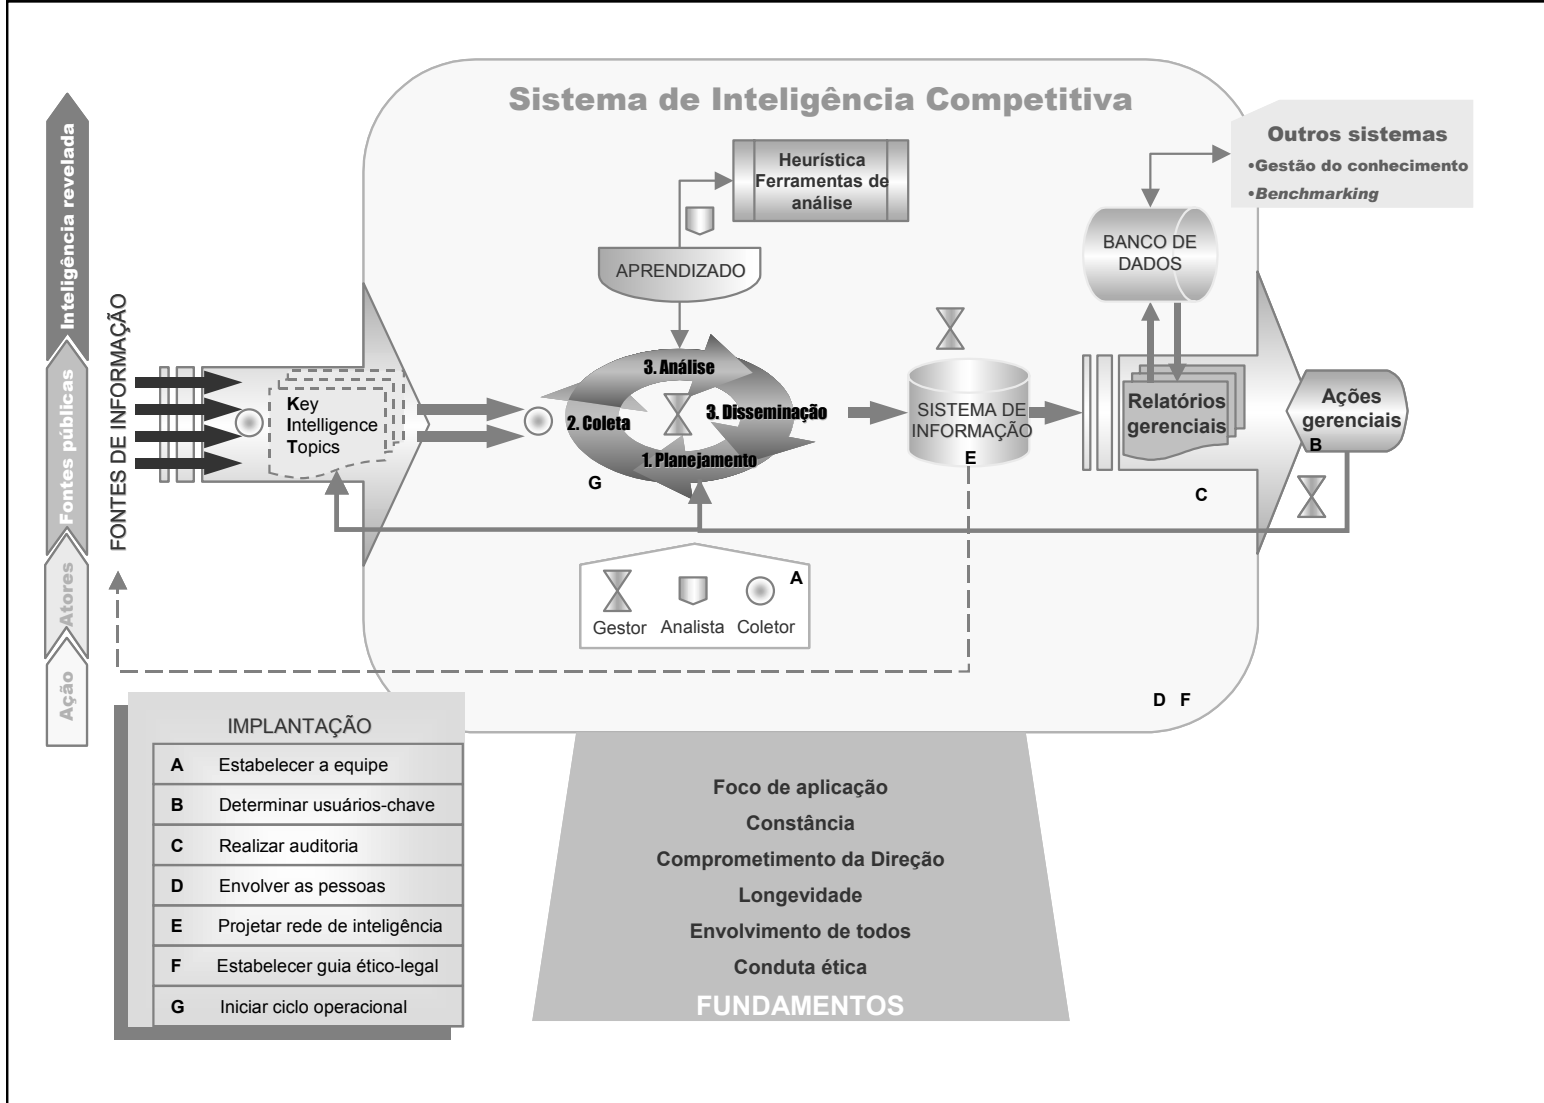 Sistema de Inteligência Competitiva
Inteligência revelada
Fontes públicas
Atores
Ação
FONTES DE INFORMAÇÃO
Key
Intelligence
Topics
Heurística
Ferramentas de
análise
APRENDIZADO
3. Análise
2. Coleta
3. Disseminação
1. Planejamento
G
SISTEMA DE
INFORMAÇÃO
E
Outros sistemas
•Gestão do conhecimento
•Benchmarking
BANCO DE
DADOS
Relatórios
gerenciais
C
Ações
gerenciais
B
A
Gestor
Analista
Coletor
D
F
IMPLANTAÇÃO
A Estabelecer a equipe
B Determinar usuários-chave
C Realizar auditoria
D Envolver as pessoas
E Projetar rede de inteligência
F Estabelecer guia ético-legal
G Iniciar ciclo operacional
Foco de aplicação
Constância
Comprometimento da Direção
Longevidade
Envolvimento de todos
Conduta ética
FUNDAMENTOS